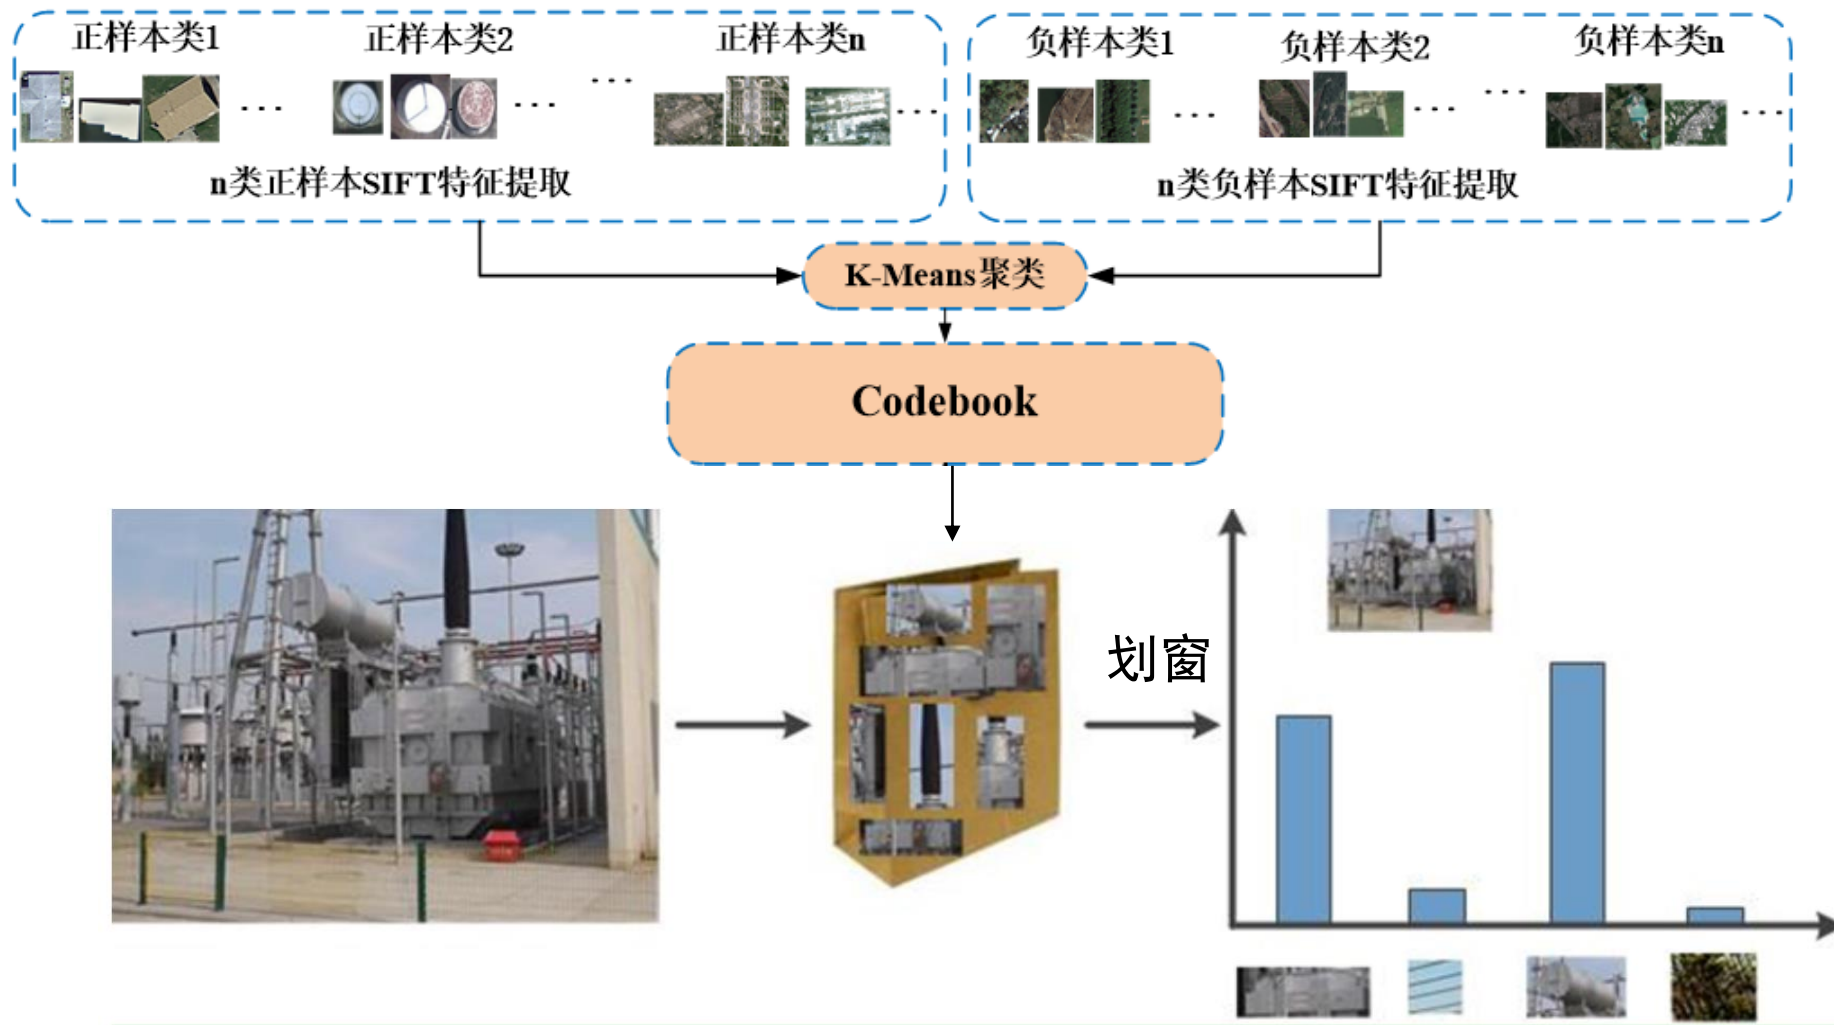 正样本类1
正样本类2
正样本类n
...
...
...
...
n类正样本SIFT特征提取
负样本类1
负样本类2
负样本类n
...
...
...
...
n类负样本SIFT特征提取
K-Means聚类
Codebook
划窗